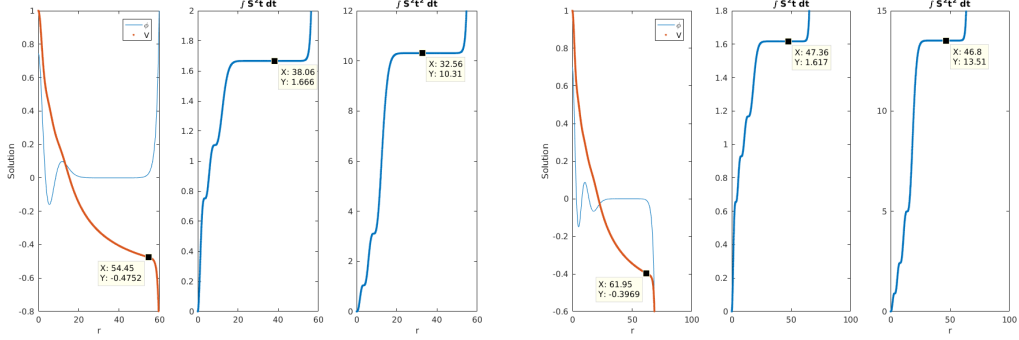 ∫ S²t dt
∫ S²t² dt
∫ S²t dt
∫ S²t² dt
1
0.8
0.6
0.4
0.2
0
-0.2
-0.4
-0.6
-0.8
Solution
ϕ
V
X: 54.45
Y: -0.4752
0 20 40 60
r
2
1.8
1.6
1.4
1.2
1
0.8
0.6
0.4
0.2
0
X: 38.06
Y: 1.666
0 20 40 60
12
10
8
6
4
2
0
X: 32.56
Y: 10.31
0 20 40 60
1
0.8
0.6
0.4
0.2
0
-0.2
-0.4
-0.6
Solution
ϕ
V
X: 61.95
Y: -0.3969
0 50 100
r
1.8
1.6
1.4
1.2
1
0.8
0.6
0.4
0.2
0
X: 47.36
Y: 1.617
0 50 100
15
10
5
0
X: 46.8
Y: 13.51
0 50 100